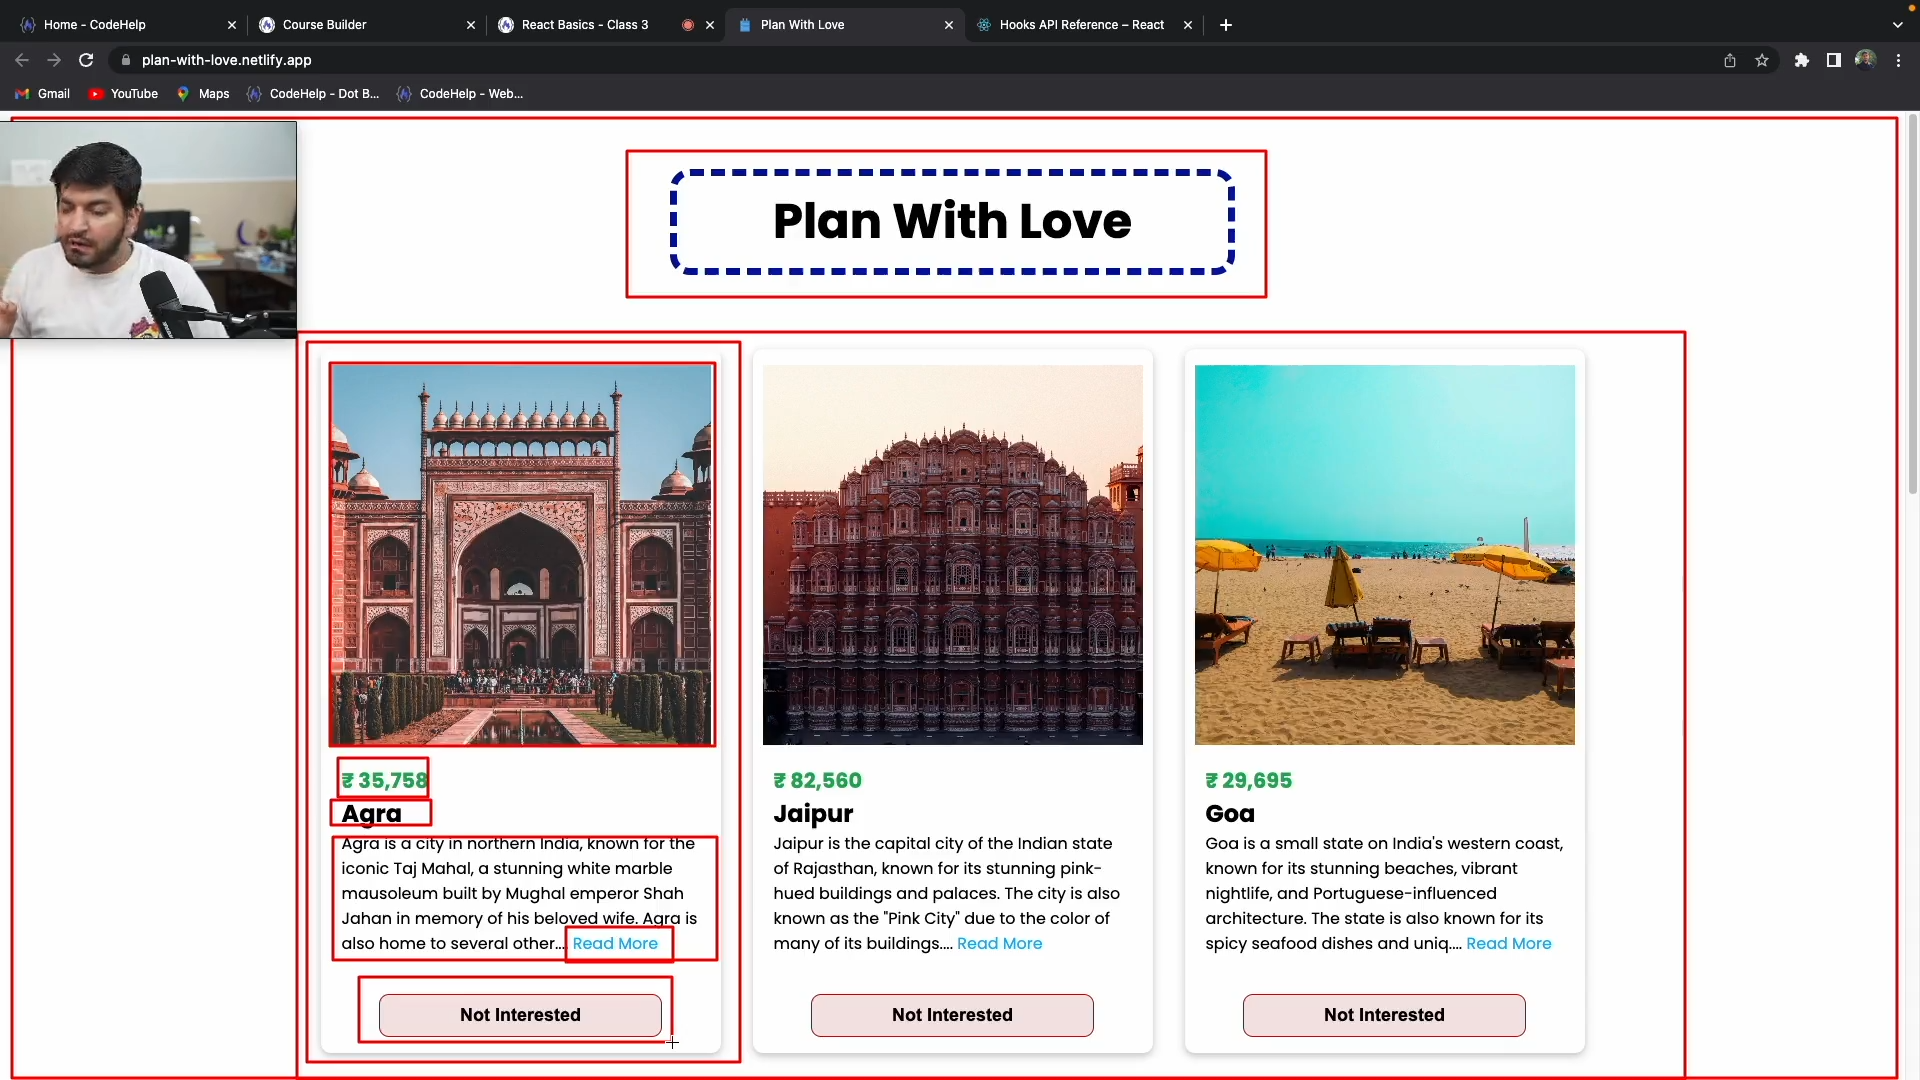 Home - CodeHelp
Course Builder
React Basics - Class 3
Plan With Love
Hooks API Reference – React
plan-with-love.netlify.app
Gmail
YouTube
Maps
CodeHelp - Dot B...
CodeHelp - Web...
Plan With Love
₹ 35,758
Agra
Agra is a city in northern India, known for the
iconic Taj Mahal, a stunning white marble
mausoleum built by Mughal emperor Shah
Jahan in memory of his beloved wife. Agra is
also home to several other.... Read More
Not Interested
₹ 82,560
Jaipur
Jaipur is the capital city of the Indian state
of Rajasthan, known for its stunning pink-
hued buildings and palaces. The city is also
known as the "Pink City" due to the color of
many of its buildings.... Read More
Not Interested
₹ 29,695
Goa
Goa is a small state on India's western coast,
known for its stunning beaches, vibrant
nightlife, and Portuguese-influenced
architecture. The state is also known for its
spicy seafood dishes and uniq.... Read More
Not Interested